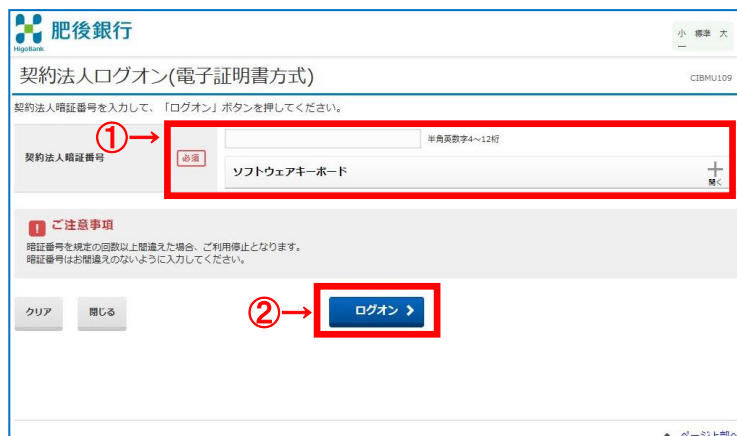 肥後銀行
HigoBank
小 標準 大
契約法人ログオン(電子証明書方式)
CIBMU109
契約法人暗証番号を入力して、「ログオン」ボタンを押してください。
①→
契約法人暗証番号
必須
半角英数字4～12桁
ソフトウェアキーボード
開く
! ご注意事項
暗証番号を規定の回数以上間違えた場合、ご利用停止となります。
暗証番号はお間違えのないように入力してください。
クリア
閉じる
②→
ログオン
ページ上部へ